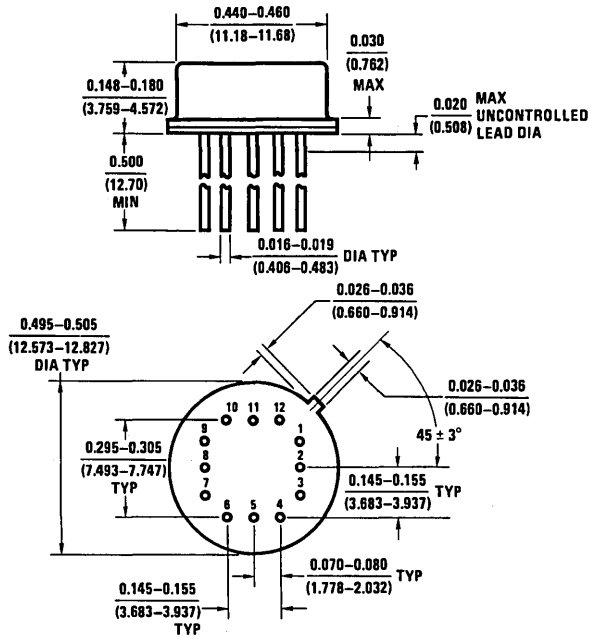 0.440–0.460
(11.18–11.68)
0.030
(0.762)
MAX
0.148–0.180
(3.759–4.572)
0.020
(0.508)
MAX
UNCONTROLLED
LEAD DIA
0.500
(12.70)
MIN
0.016–0.019
(0.406–0.483)
DIA TYP
0.026–0.036
(0.660–0.914)
0.495–0.505
(12.573–12.827)
DIA TYP
0.026–0.036
(0.660–0.914)
10 11 12
9
1
45 ± 3°
0.295–0.305
(7.493–7.747)
TYP
8
2
7
3
0.145–0.155
(3.683–3.937)
TYP
6 5 4
0.070–0.080
(1.778–2.032)
TYP
0.145–0.155
(3.683–3.937)
TYP